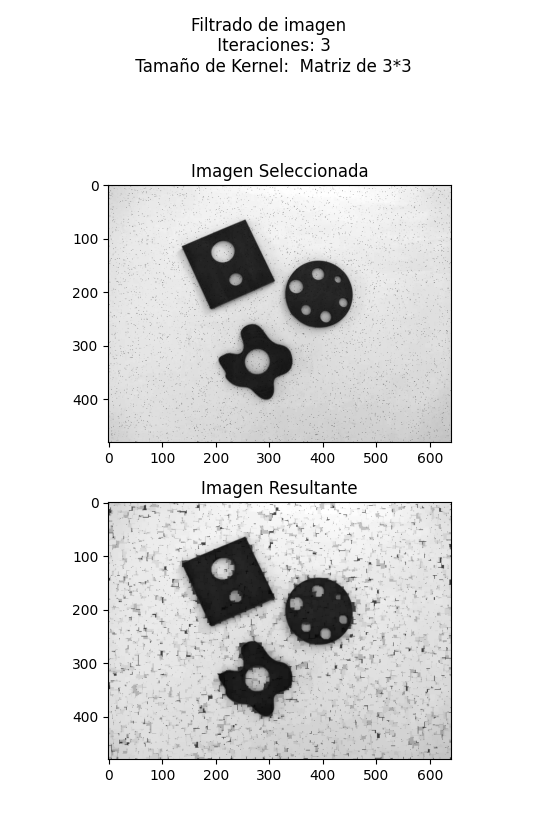 Filtrado de imagen
Iteraciones: 3
Tamaño de Kernel:  Matriz de 3*3
Imagen Seleccionada
0
100
200
300
400
0 100 200 300 400 500 600
Imagen Resultante
0
100
200
300
400
0 100 200 300 400 500 600